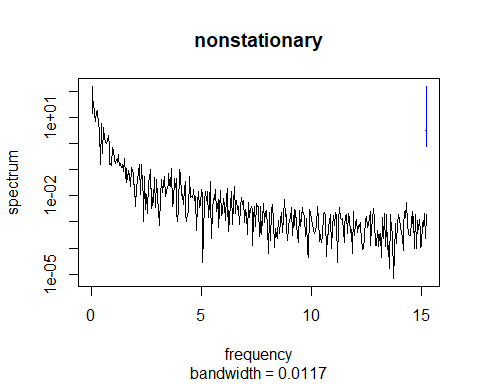 nonstationary
spectrum
1e+01
1e-02
1e-05
0
5
10
15
frequency
bandwidth = 0.0117